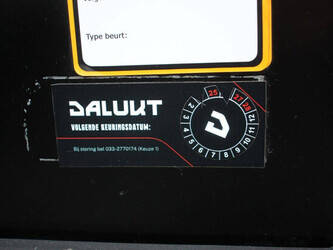 Type beurt:
DALUXT
VOLGENDE KEURINGSDATUM:
Bij storing bel 033-2770174 (Keuze 1)
25 27 28
1 2 3 4 5 6 7 8 9 10 11 12